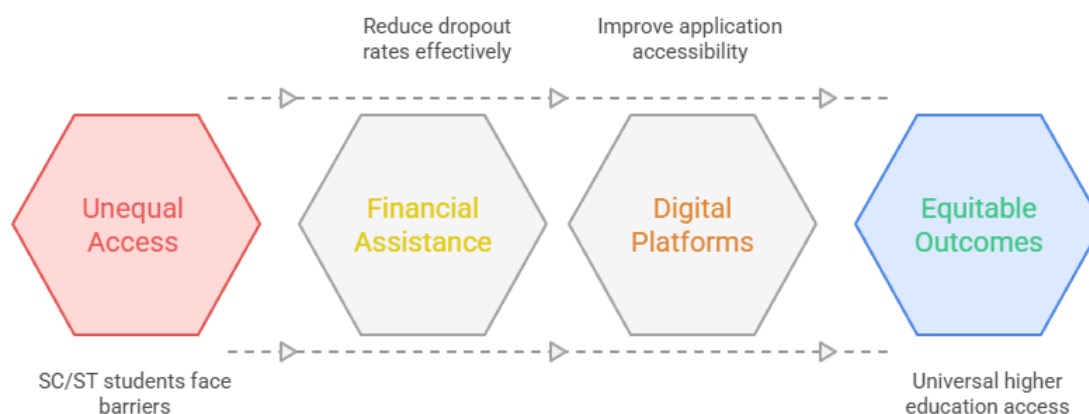 Reduce dropout
rates effectively
Improve application
accessibility
Unequal
Access
Financial
Assistance
Digital
Platforms
Equitable
Outcomes
SC/ST students face
barriers
Universal higher
education access